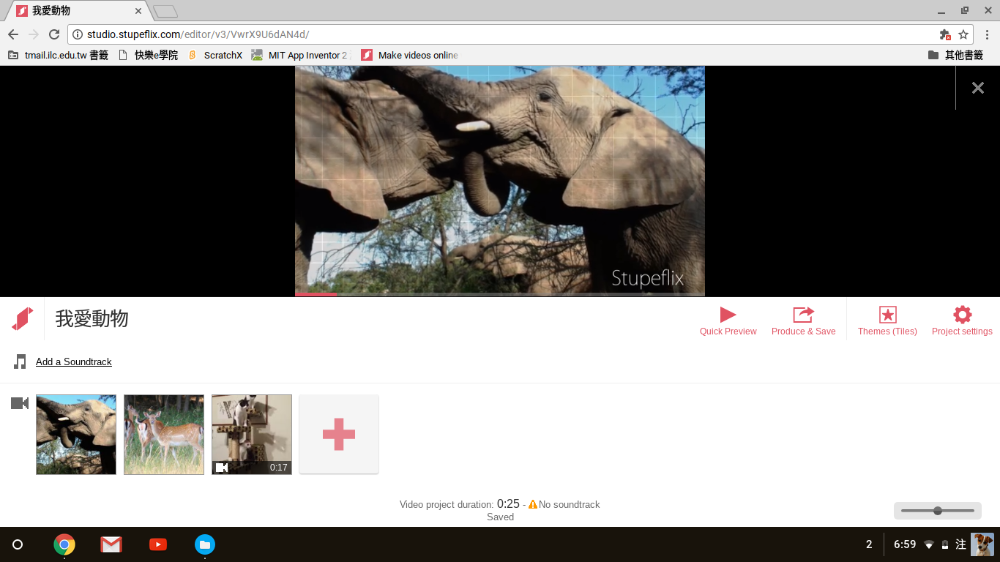 我愛動物
studio.stupeflix.com/editor/v3/VwrX9U6dAN4d/
tmail.ilc.edu.tw 書籤 快樂e學院 ScratchX MIT App Inventor 2 Make videos online 其他書籤
Stupeflix
我愛動物
Quick Preview Produce & Save Themes (Tiles) Project settings
Add a Soundtrack
0:17
Video project duration: 0:25 - No soundtrack
Saved
2 6:59 注